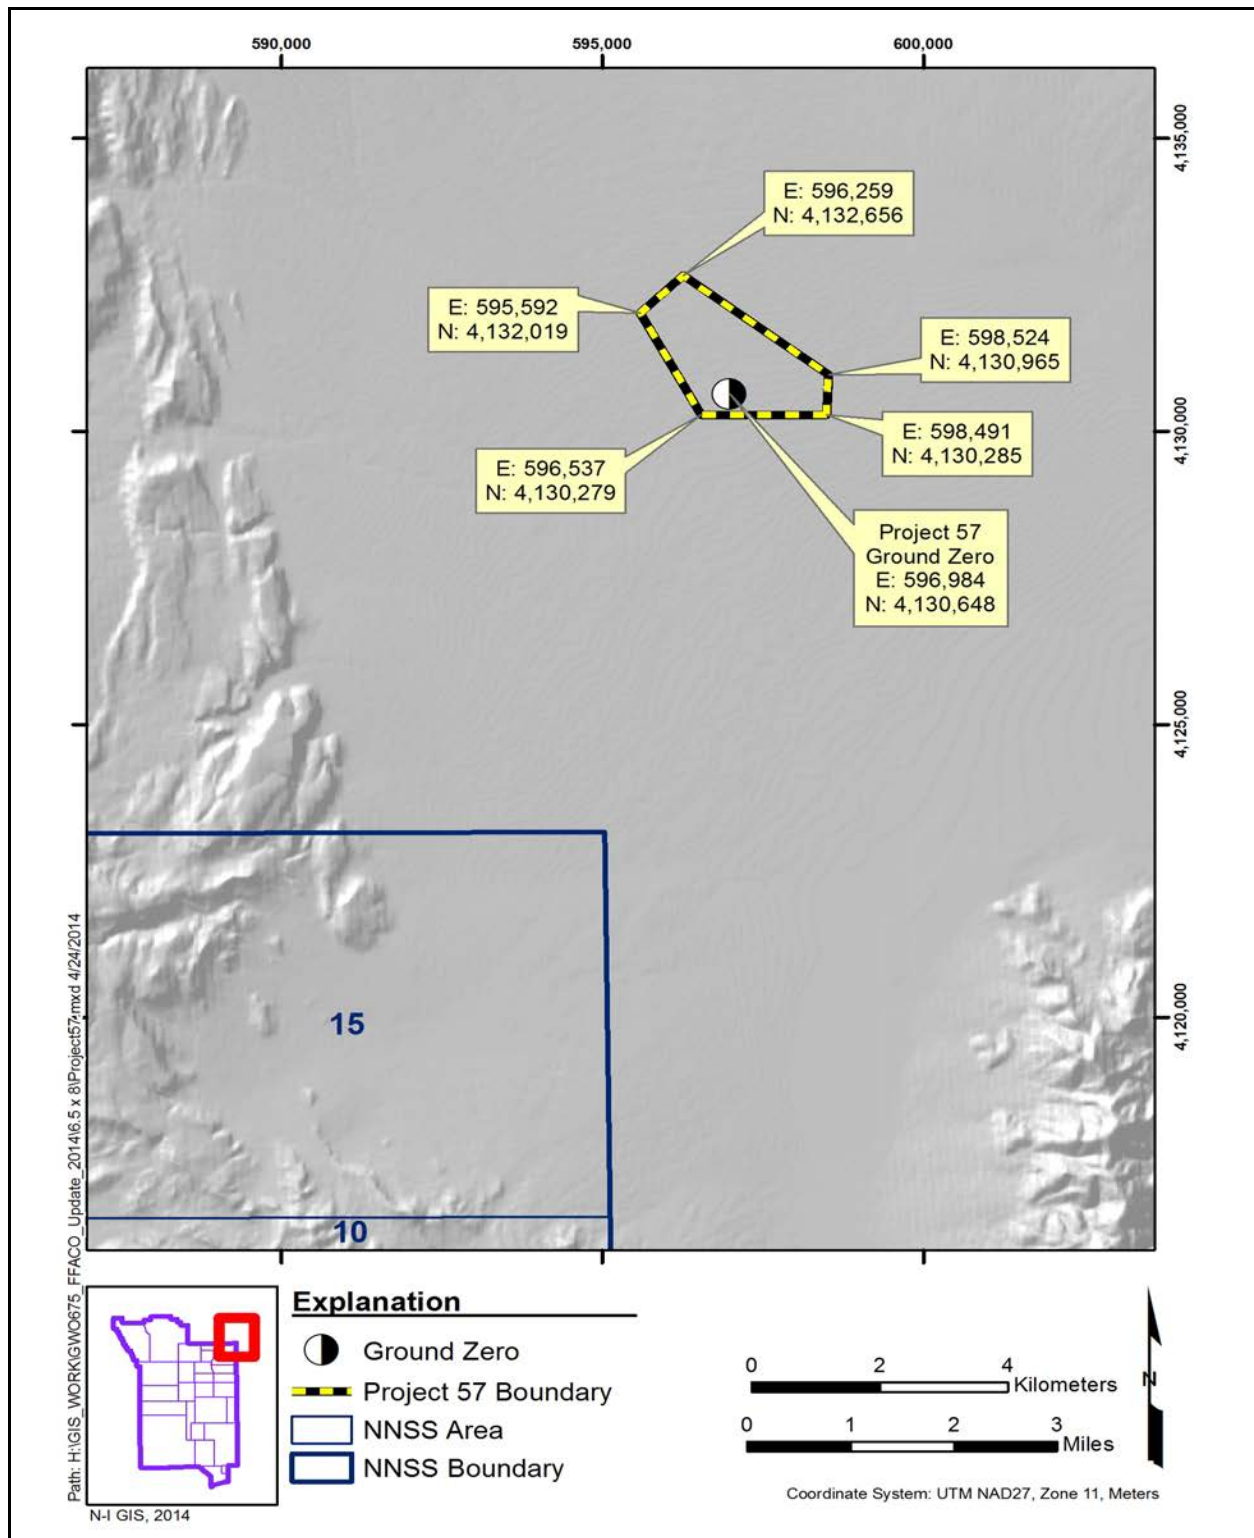 590,000
595,000
600,000
4,135,000
4,130,000
4,125,000
4,120,000
E: 596,259
N: 4,132,656
E: 595,592
N: 4,132,019
E: 598,524
N: 4,130,965
E: 598,491
N: 4,130,285
E: 596,537
N: 4,130,279
Project 57
Ground Zero
E: 596,984
N: 4,130,648
15
10
Path: H:\GIS_WORK\GWO675_FFACO_Update_2014\6.5 x 8\Project57.mxd 4/24/2014
N-I GIS, 2014
Explanation
Ground Zero
Project 57 Boundary
NNSS Area
NNSS Boundary
0 2 4
Kilometers
0 1 2 3
Miles
N
Coordinate System: UTM NAD27, Zone 11, Meters